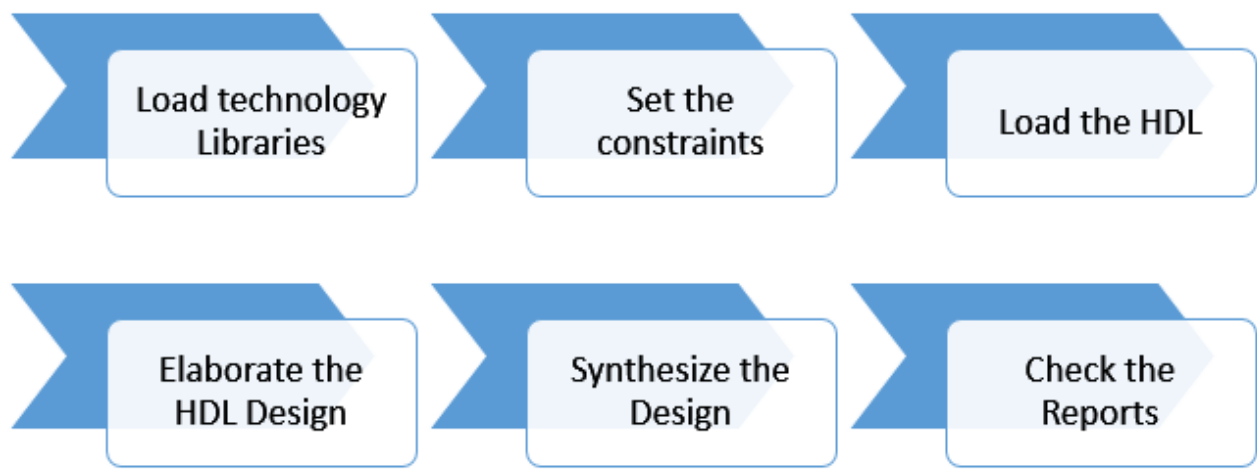 Load technology
Libraries
Set the
constraints
Load the HDL
Elaborate the
HDL Design
Synthesize the
Design
Check the
Reports